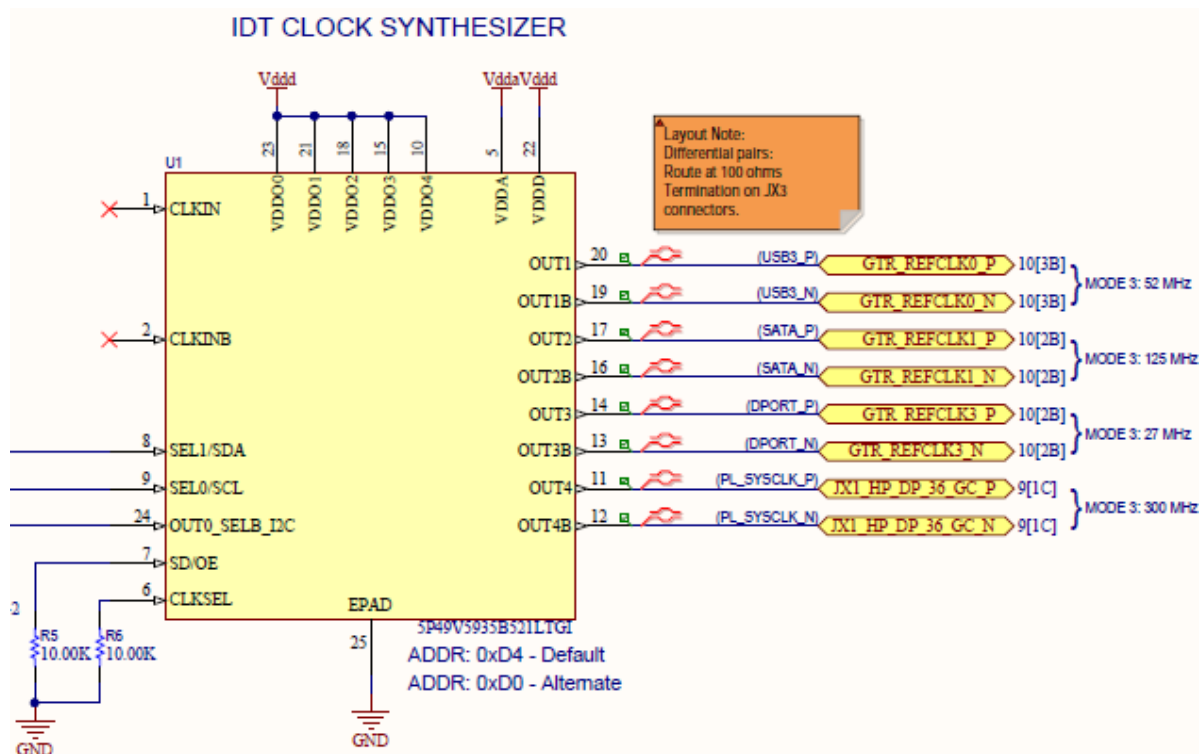 IDT CLOCK SYNTHESIZER
Vddd
Vdda
Vddd
23
21
18
15
10
5
22
U1
VDDO0
VDDO1
VDDO2
VDDO3
VDDO4
VDDA
VDDD
Layout Note:
Differential pairs:
Route at 100 ohms
Termination on JX3
connectors.
1 CLKIN
2 CLKINB
8 SEL1/SDA
9 SEL0/SCL
24 OUT0_SELB_I2C
7 SD/OE
6 CLKSEL
OUT1 20 (USB3_P) GTR_REFCLK0_P 10[3B]
OUT1B 19 (USB3_N) GTR_REFCLK0_N 10[3B]
MODE 3: 52 MHz
OUT2 17 (SATA_P) GTR_REFCLK1_P 10[2B]
OUT2B 16 (SATA_N) GTR_REFCLK1_N 10[2B]
MODE 3: 125 MHz
OUT3 14 (DPORT_P) GTR_REFCLK3_P 10[2B]
OUT3B 13 (DPORT_N) GTR_REFCLK3_N 10[2B]
MODE 3: 27 MHz
OUT4 11 (PL_SYSCLK_P) JX1_HP_DP_36_GC_P 9[1C]
OUT4B 12 (PL_SYSCLK_N) JX1_HP_DP_36_GC_N 9[1C]
MODE 3: 300 MHz
EPAD
25
5P49V5935B521LTGI
ADDR: 0xD4 - Default
ADDR: 0xD0 - Alternate
R5
10.00K
R6
10.00K
GND
GND